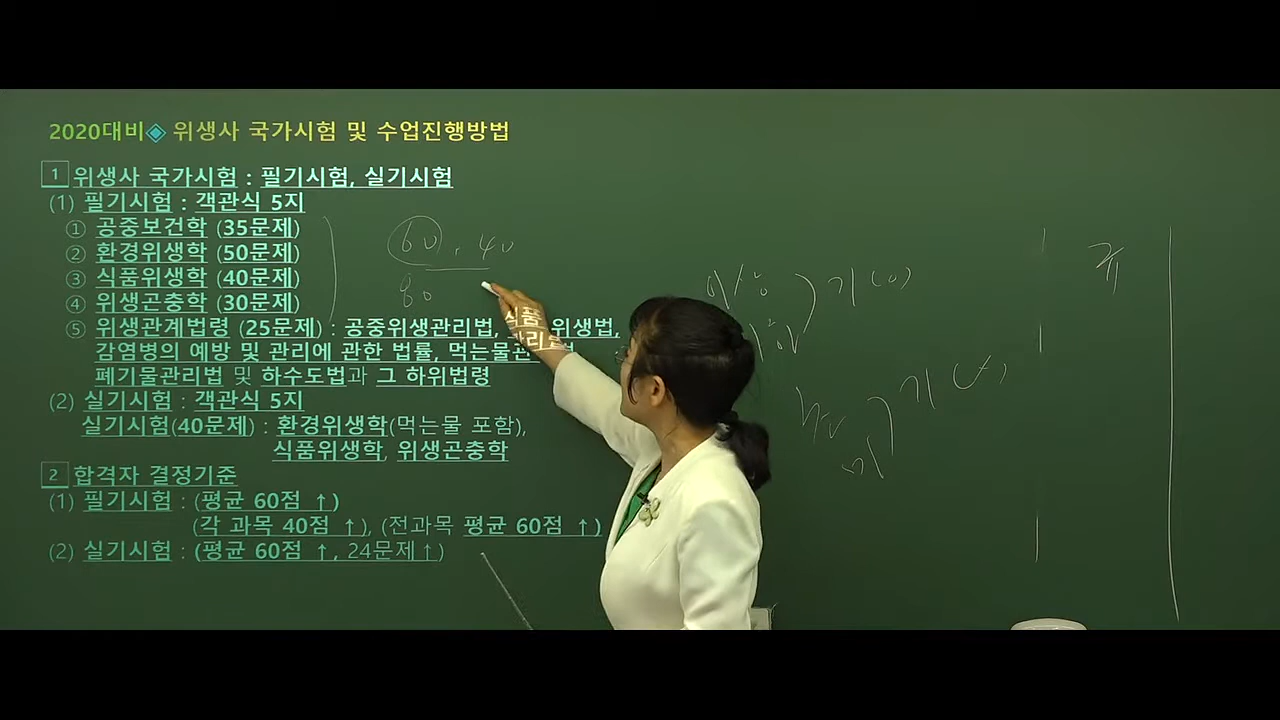 2020대비◈ 위생사 국가시험 및 수업진행방법
1 위생사 국가시험 : 필기시험, 실기시험
(1) 필기시험 : 객관식 5지
① 공중보건학 (35문제)
② 환경위생학 (50문제)
③ 식품위생학 (40문제)
④ 위생곤충학 (30문제)
⑤ 위생관계법령 (25문제) : 공중위생관리법, 식품위생법,
감염병의 예방 및 관리에 관한 법률, 먹는물관리법
폐기물관리법 및 하수도법과 그 하위법령
(2) 실기시험 : 객관식 5지
실기시험(40문제) : 환경위생학(먹는물 포함),
식품위생학, 위생곤충학
2 합격자 결정기준
(1) 필기시험 : (평균 60점 ↑)
(각 과목 40점 ↑), (전과목 평균 60점 ↑)
(2) 실기시험 : (평균 60점 ↑, 24문제↑)
60, 40
80
이상
기(o)